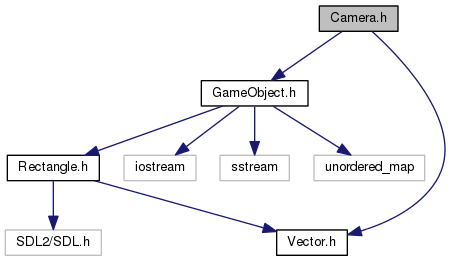 Camera.h
GameObject.h
Rectangle.h
iostream
sstream
unordered_map
SDL2/SDL.h
Vector.h